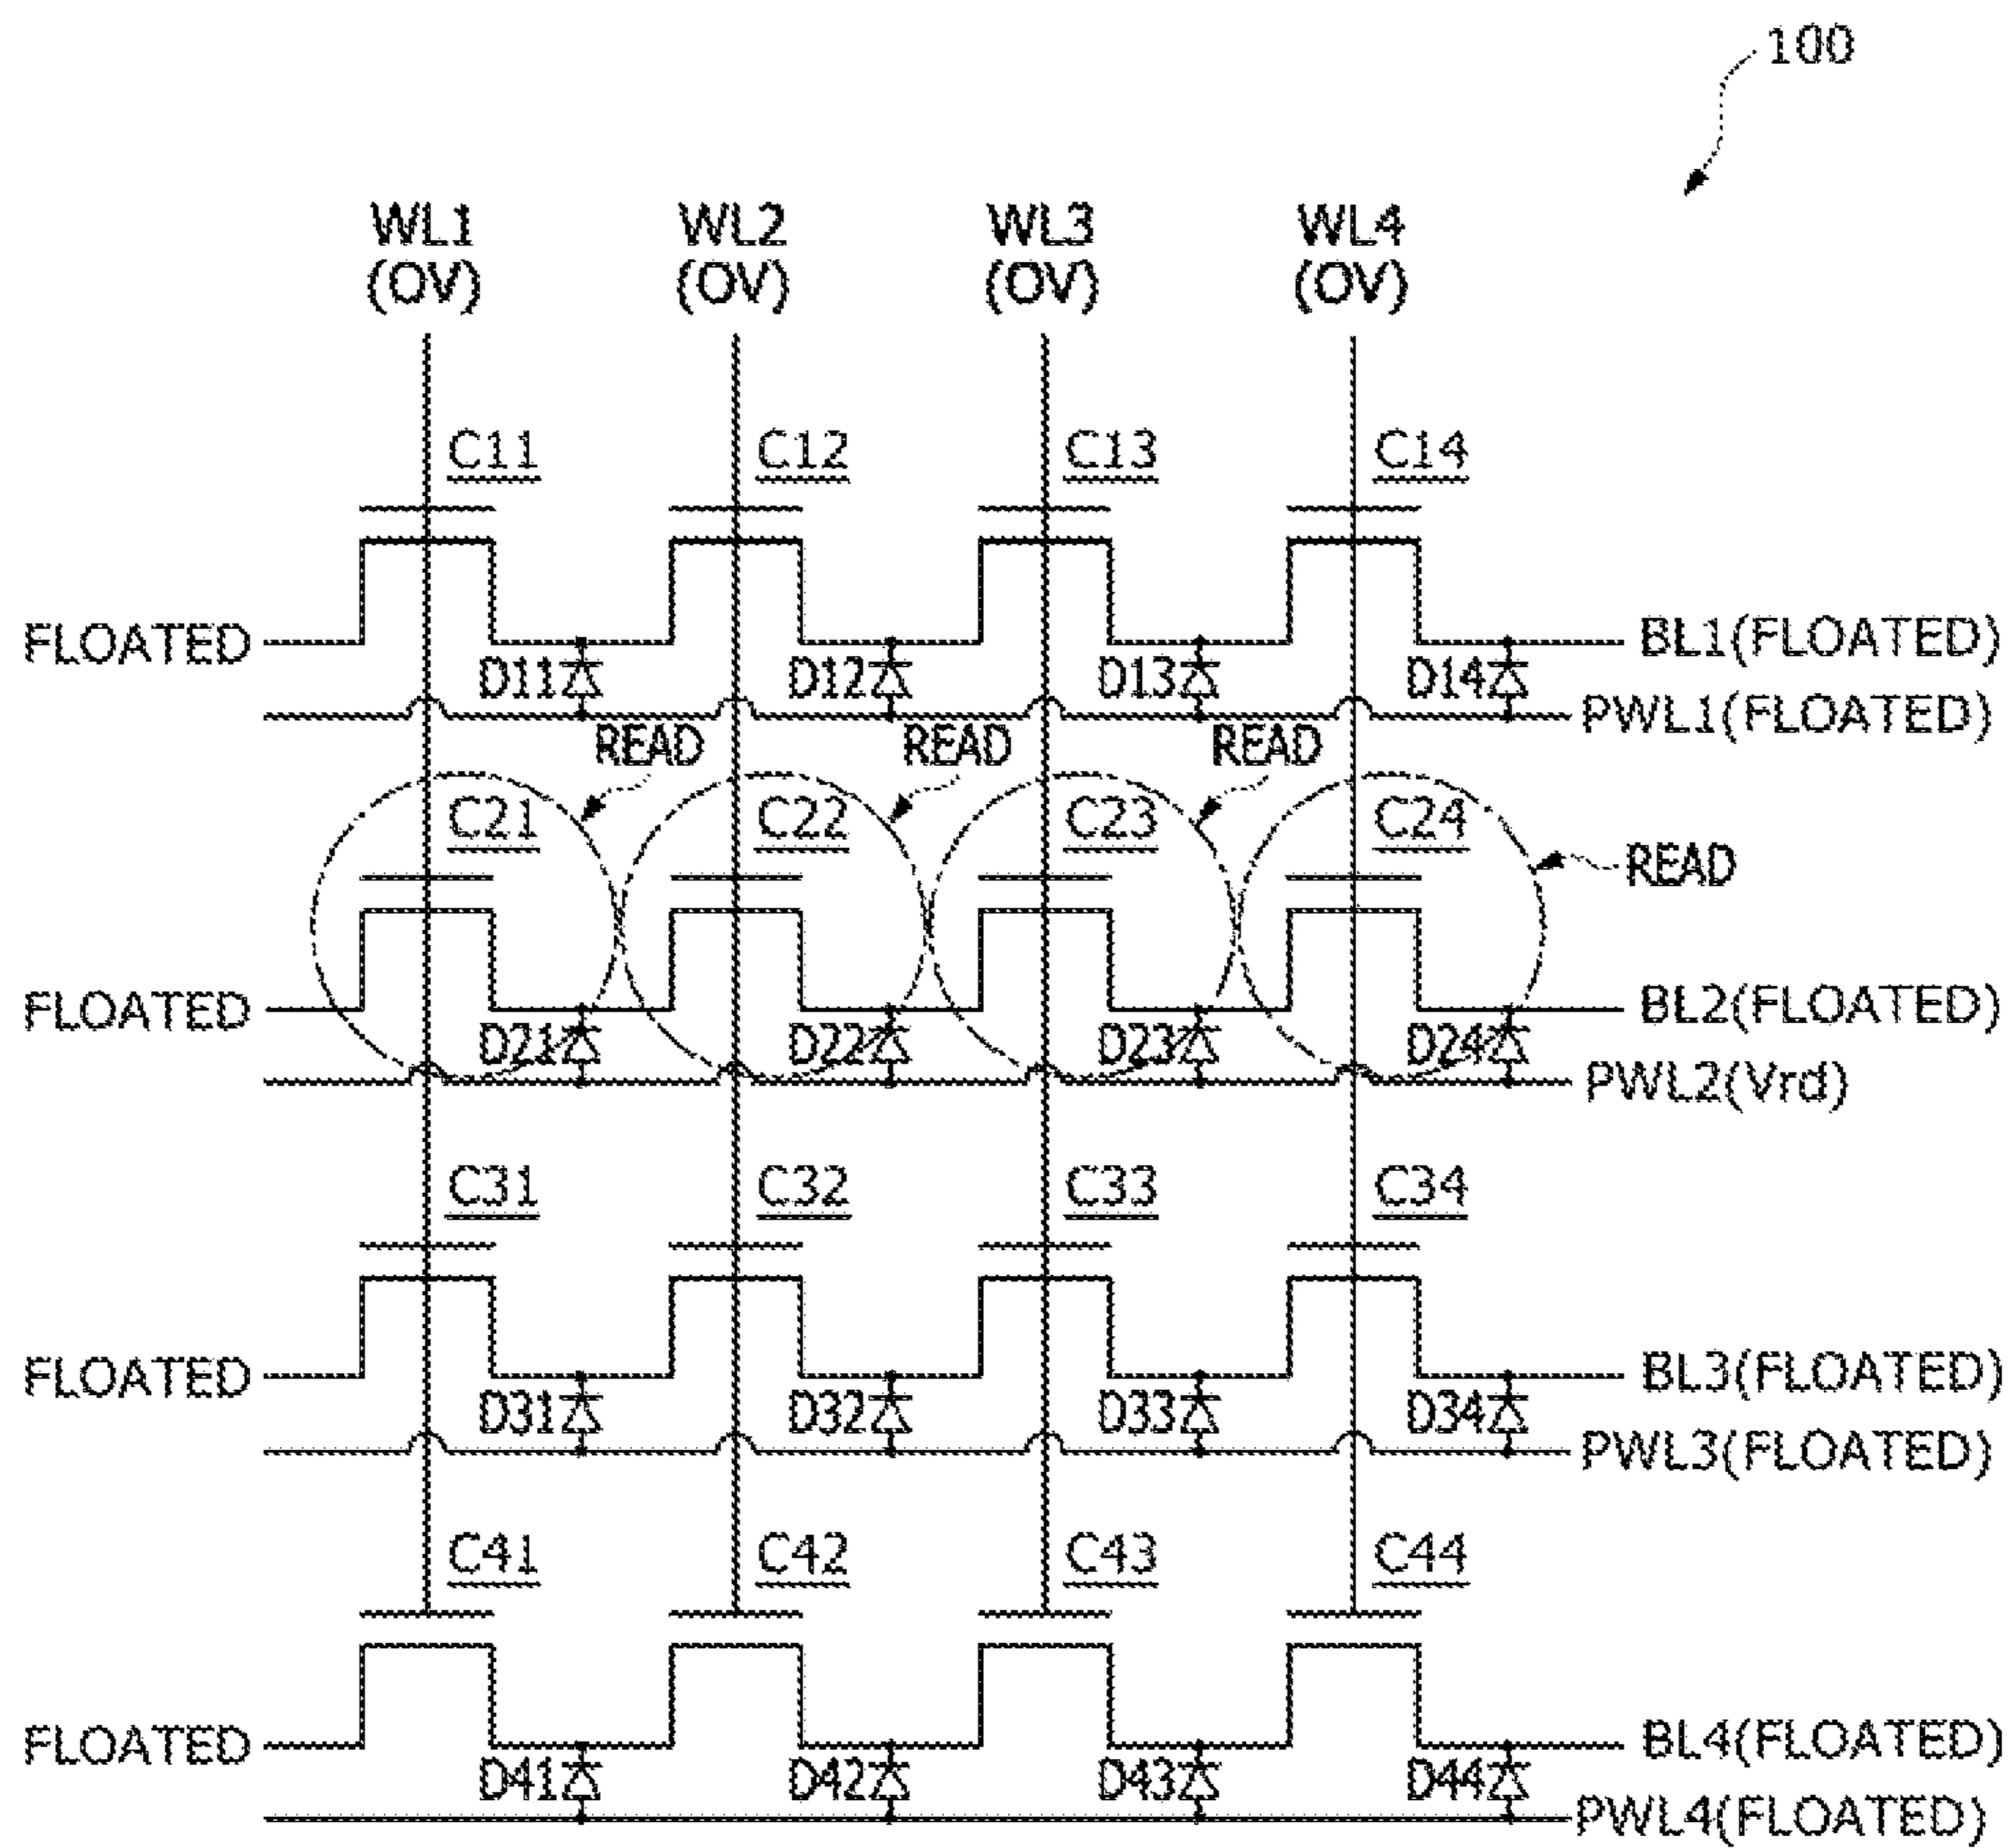 100
WL1 WL2 WL3 WL4
(0V) (0V) (0V) (0V)
C11 C12 C13 C14
FLOATED BL1(FLOATED)
D11 D12 D13 D14
PWL1(FLOATED)
READ READ READ
C21 C22 C23 C24
READ
FLOATED BL2(FLOATED)
D21 D22 D23 D24
PWL2(Vrd)
C31 C32 C33 C34
FLOATED BL3(FLOATED)
D31 D32 D33 D34
PWL3(FLOATED)
C41 C42 C43 C44
FLOATED BL4(FLOATED)
D41 D42 D43 D44
PWL4(FLOATED)